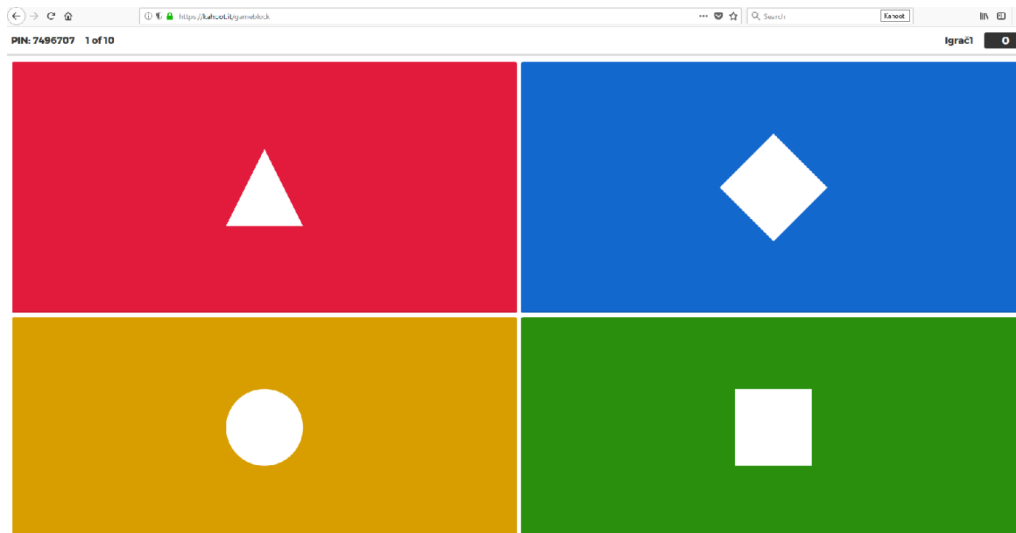 https://kahoot.it/gameblock
Search
Kahoot
PIN: 7496707 1 of 10
Igrač1 0